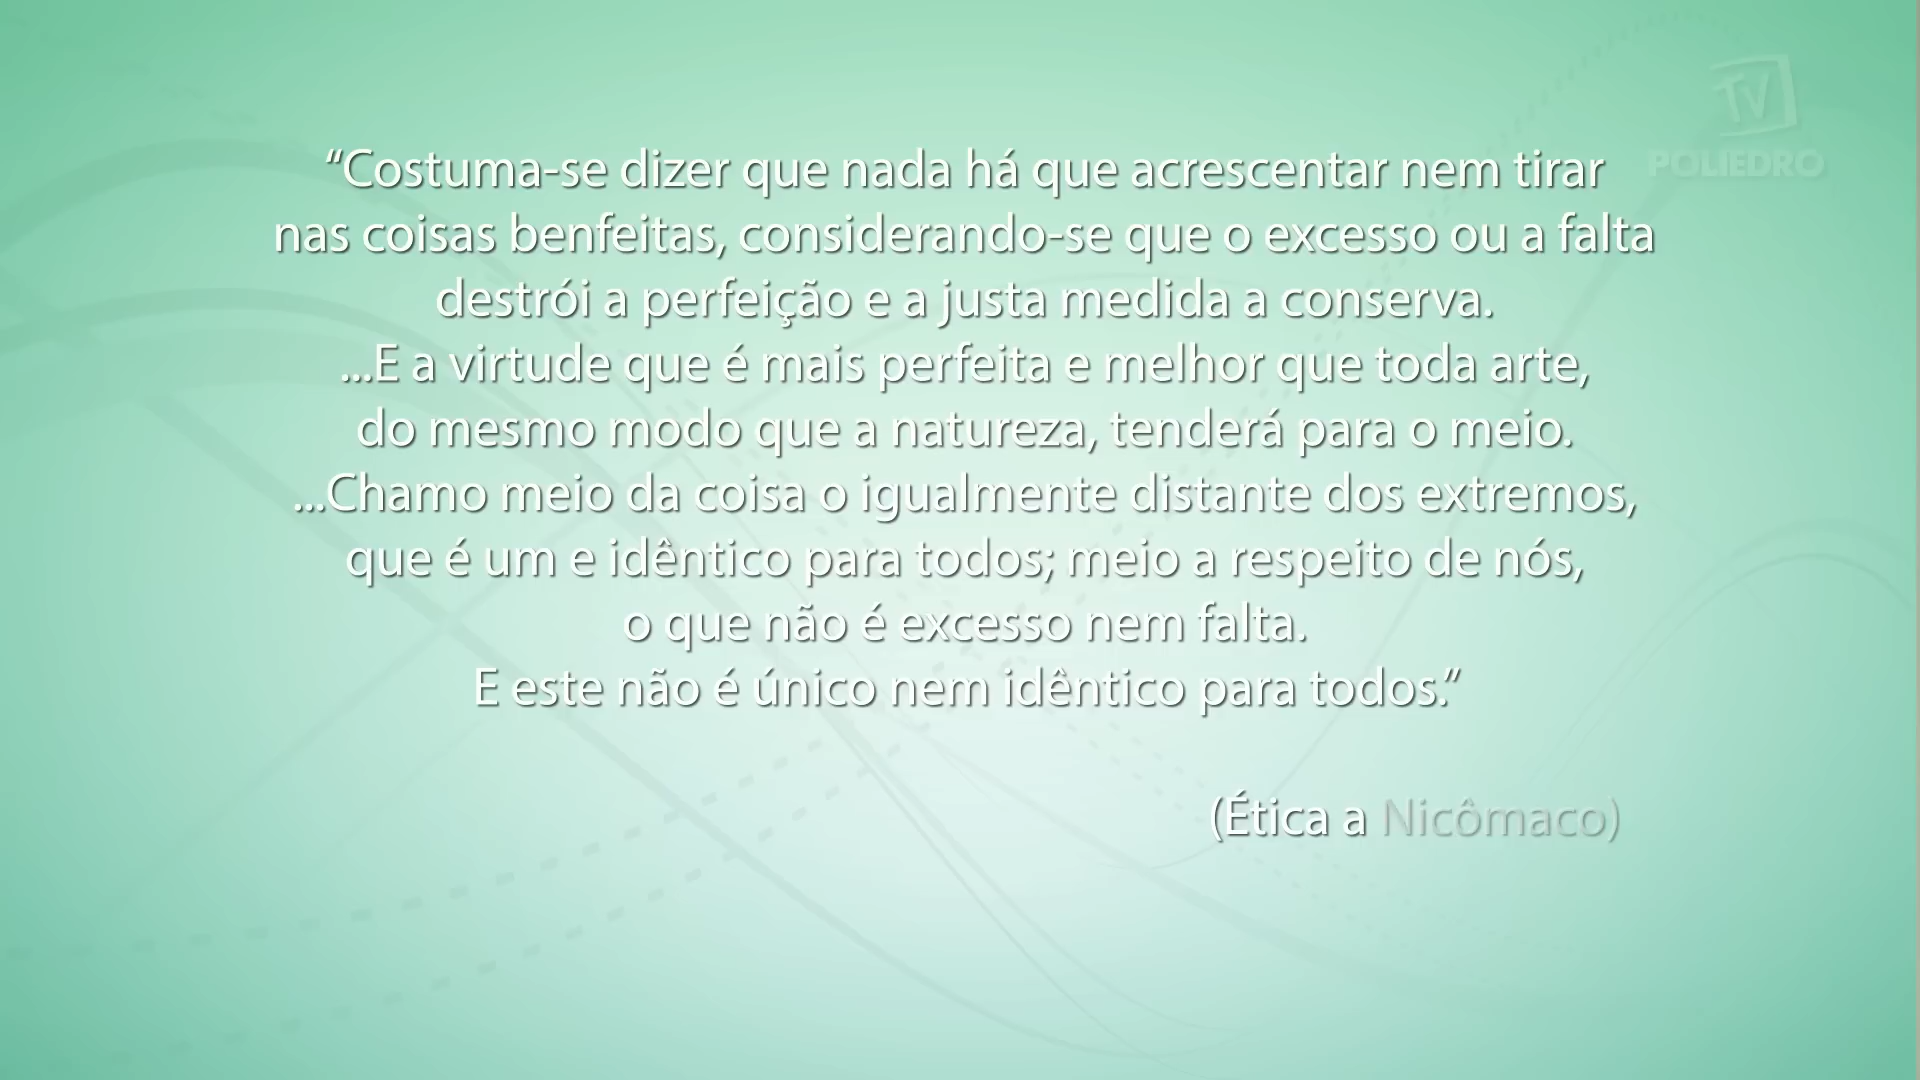 TV
POLIEDRO
“Costuma-se dizer que nada há que acrescentar nem tirar
nas coisas benfeitas, considerando-se que o excesso ou a falta
destrói a perfeição e a justa medida a conserva.
...E a virtude que é mais perfeita e melhor que toda arte,
do mesmo modo que a natureza, tenderá para o meio.
...Chamo meio da coisa o igualmente distante dos extremos,
que é um e idêntico para todos; meio a respeito de nós,
o que não é excesso nem falta.
E este não é único nem idêntico para todos.”
(Ética a Nicômaco)